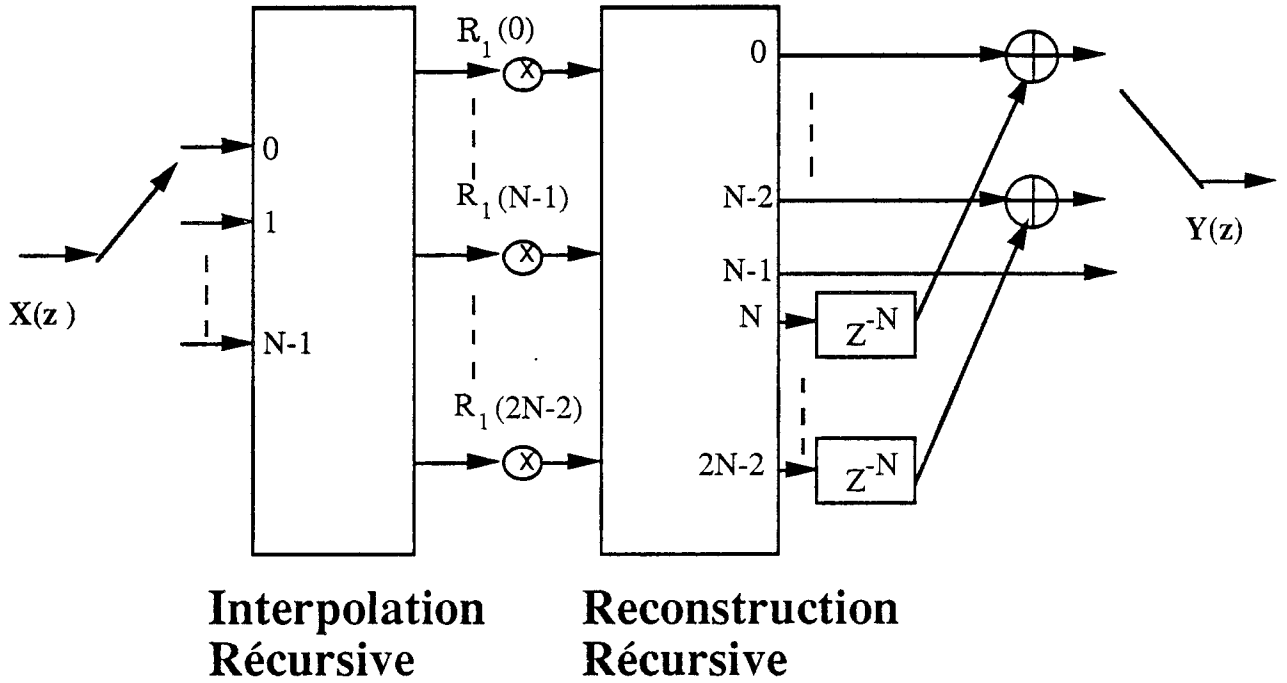 R₁(0)
X
0
0
1
N-1
X(z )
R₁(N-1)
X
N-2
N-1
N
Z⁻ᴺ
Y(z)
R₁(2N-2)
X
2N-2
Z⁻ᴺ
Interpolation
Récursive
Reconstruction
Récursive